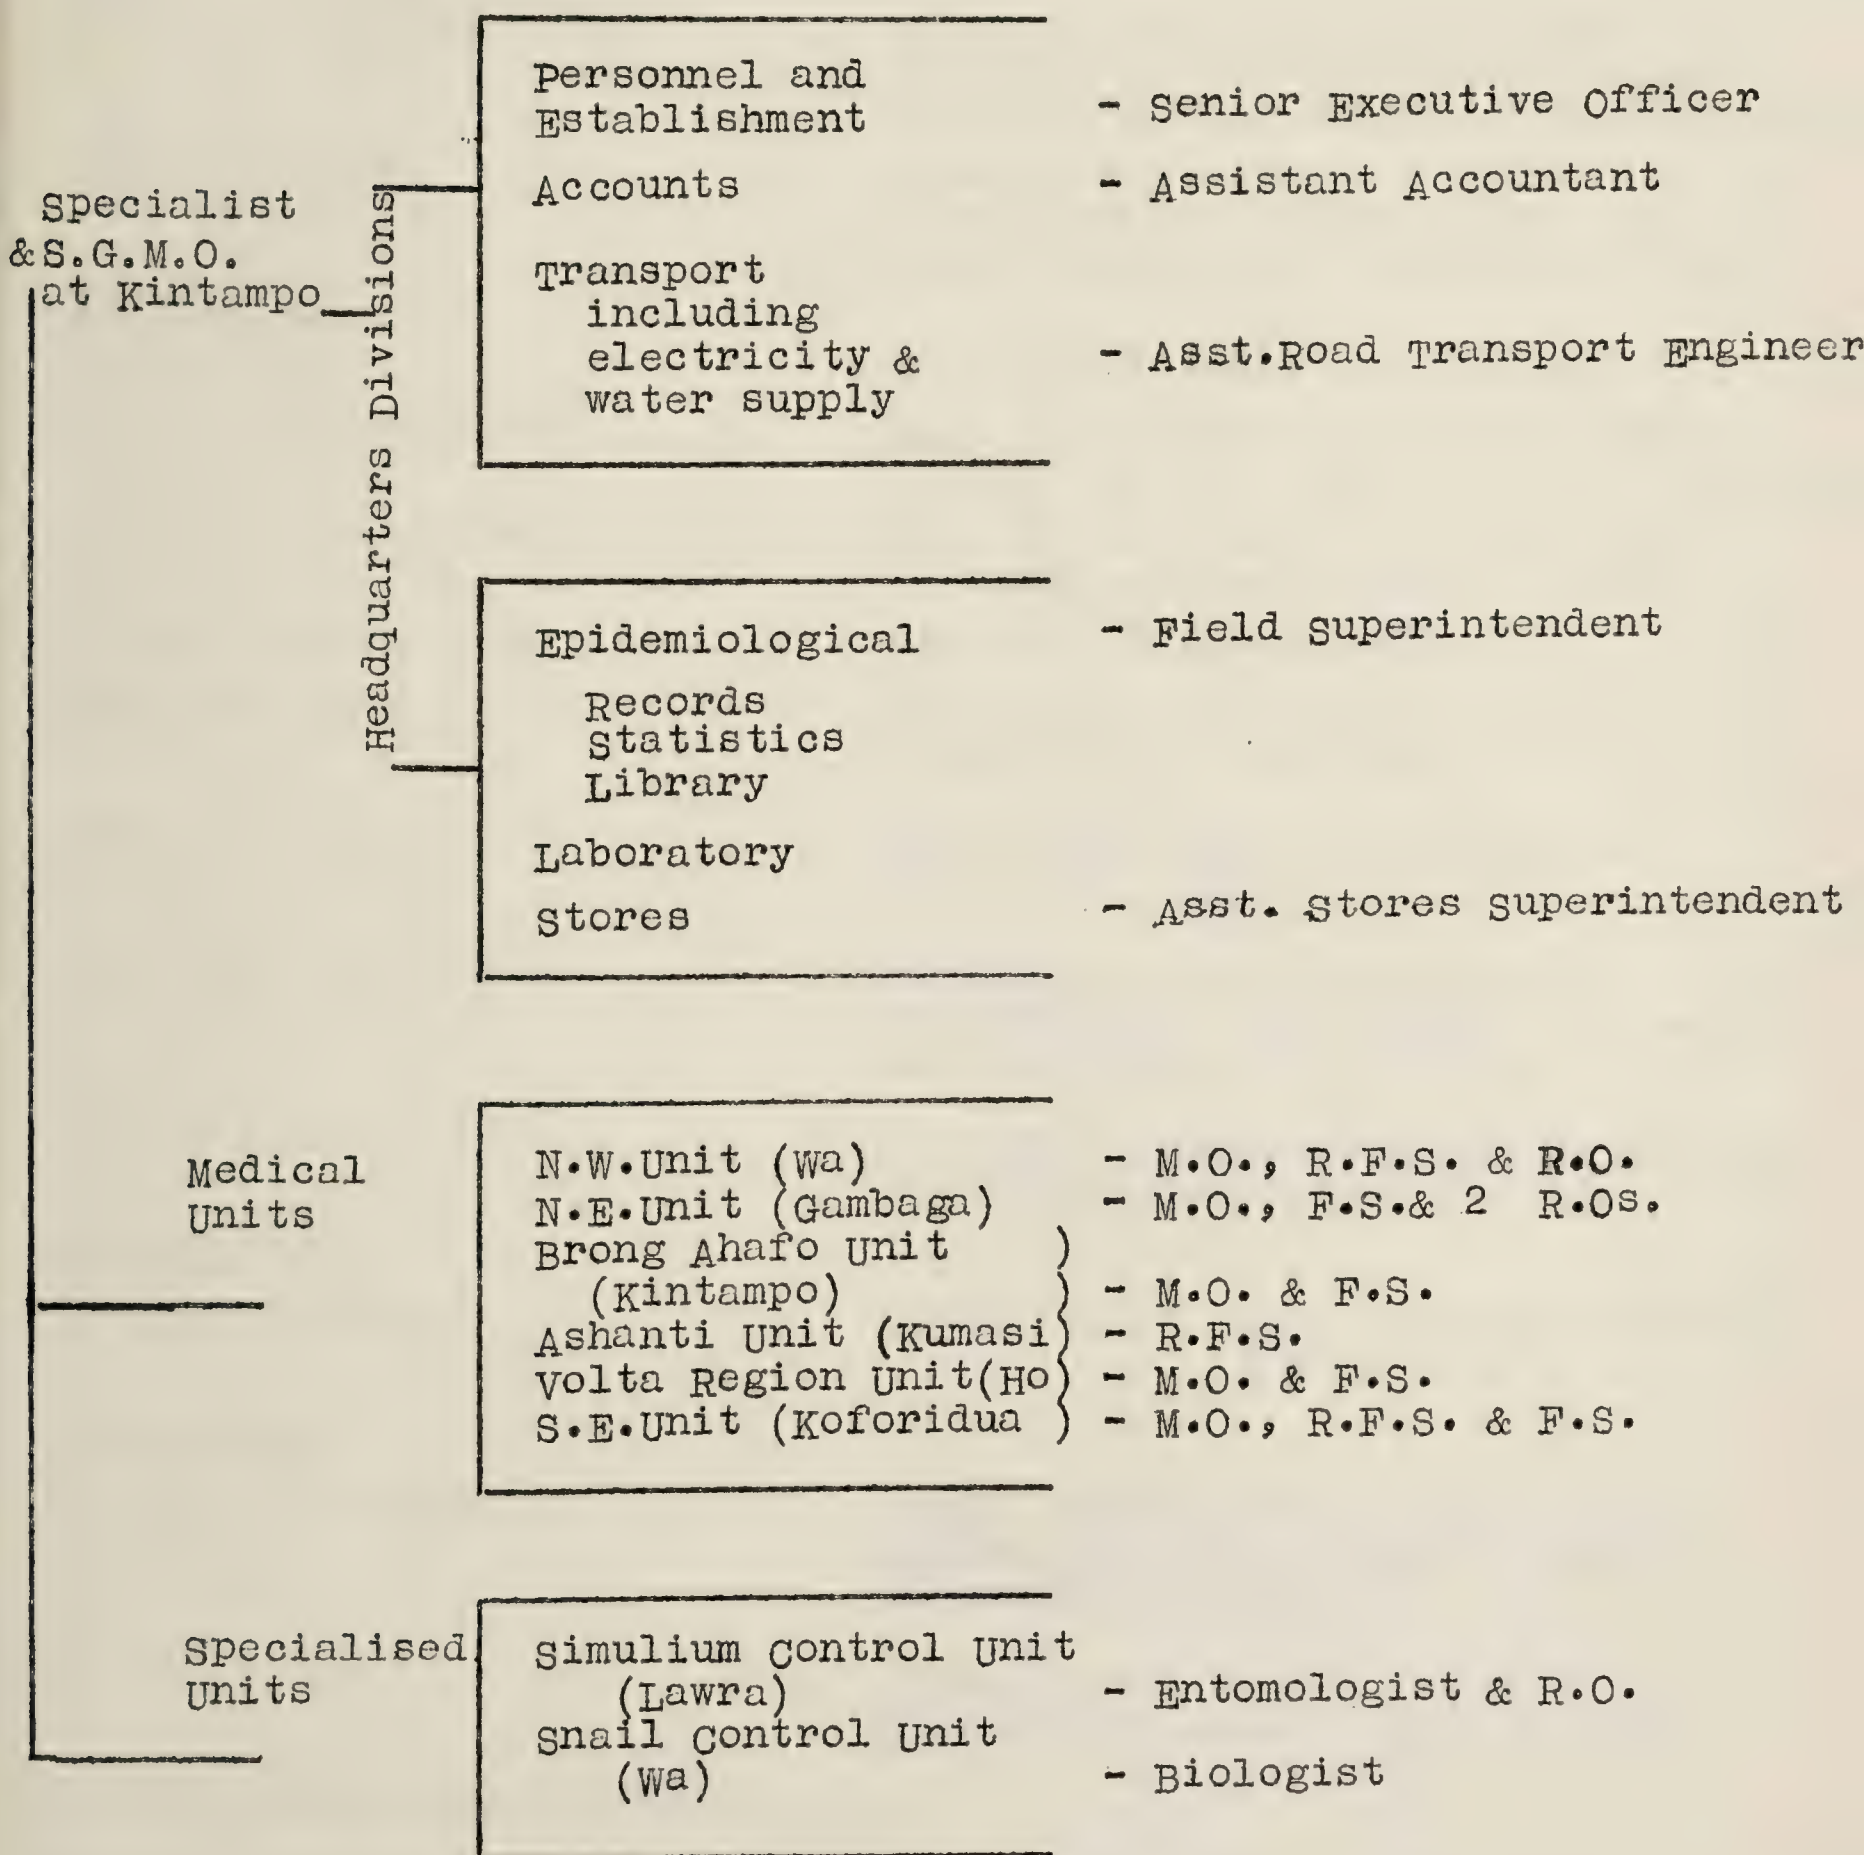 Personnel and
Establishment - Senior Executive Officer
Accounts - Assistant Accountant
Specialist
&S.G.M.O.
at Kintampo
Headquarters Divisions
Transport
including
electricity & - Asst.Road Transport Engineer
water supply
Epidemiological - Field Superintendent
Records
Statistics
Library
Laboratory
Stores - Asst. Stores Superintendent
Medical
Units
N.W.Unit (Wa) - M.O., R.F.S. & R.O.
N.E.Unit (Gambaga) - M.O., F.S.& 2 R.Os.
Brong Ahafo Unit )
(Kintampo) ) - M.O. & F.S.
Ashanti Unit (Kumasi) - R.F.S.
Volta Region Unit(Ho) - M.O. & F.S.
S.E.Unit (Koforidua ) - M.O., R.F.S. & F.S.
Specialised
Units
Simulium Control Unit
(Lawra) - Entomologist & R.O.
Snail Control Unit
(Wa) - Biologist